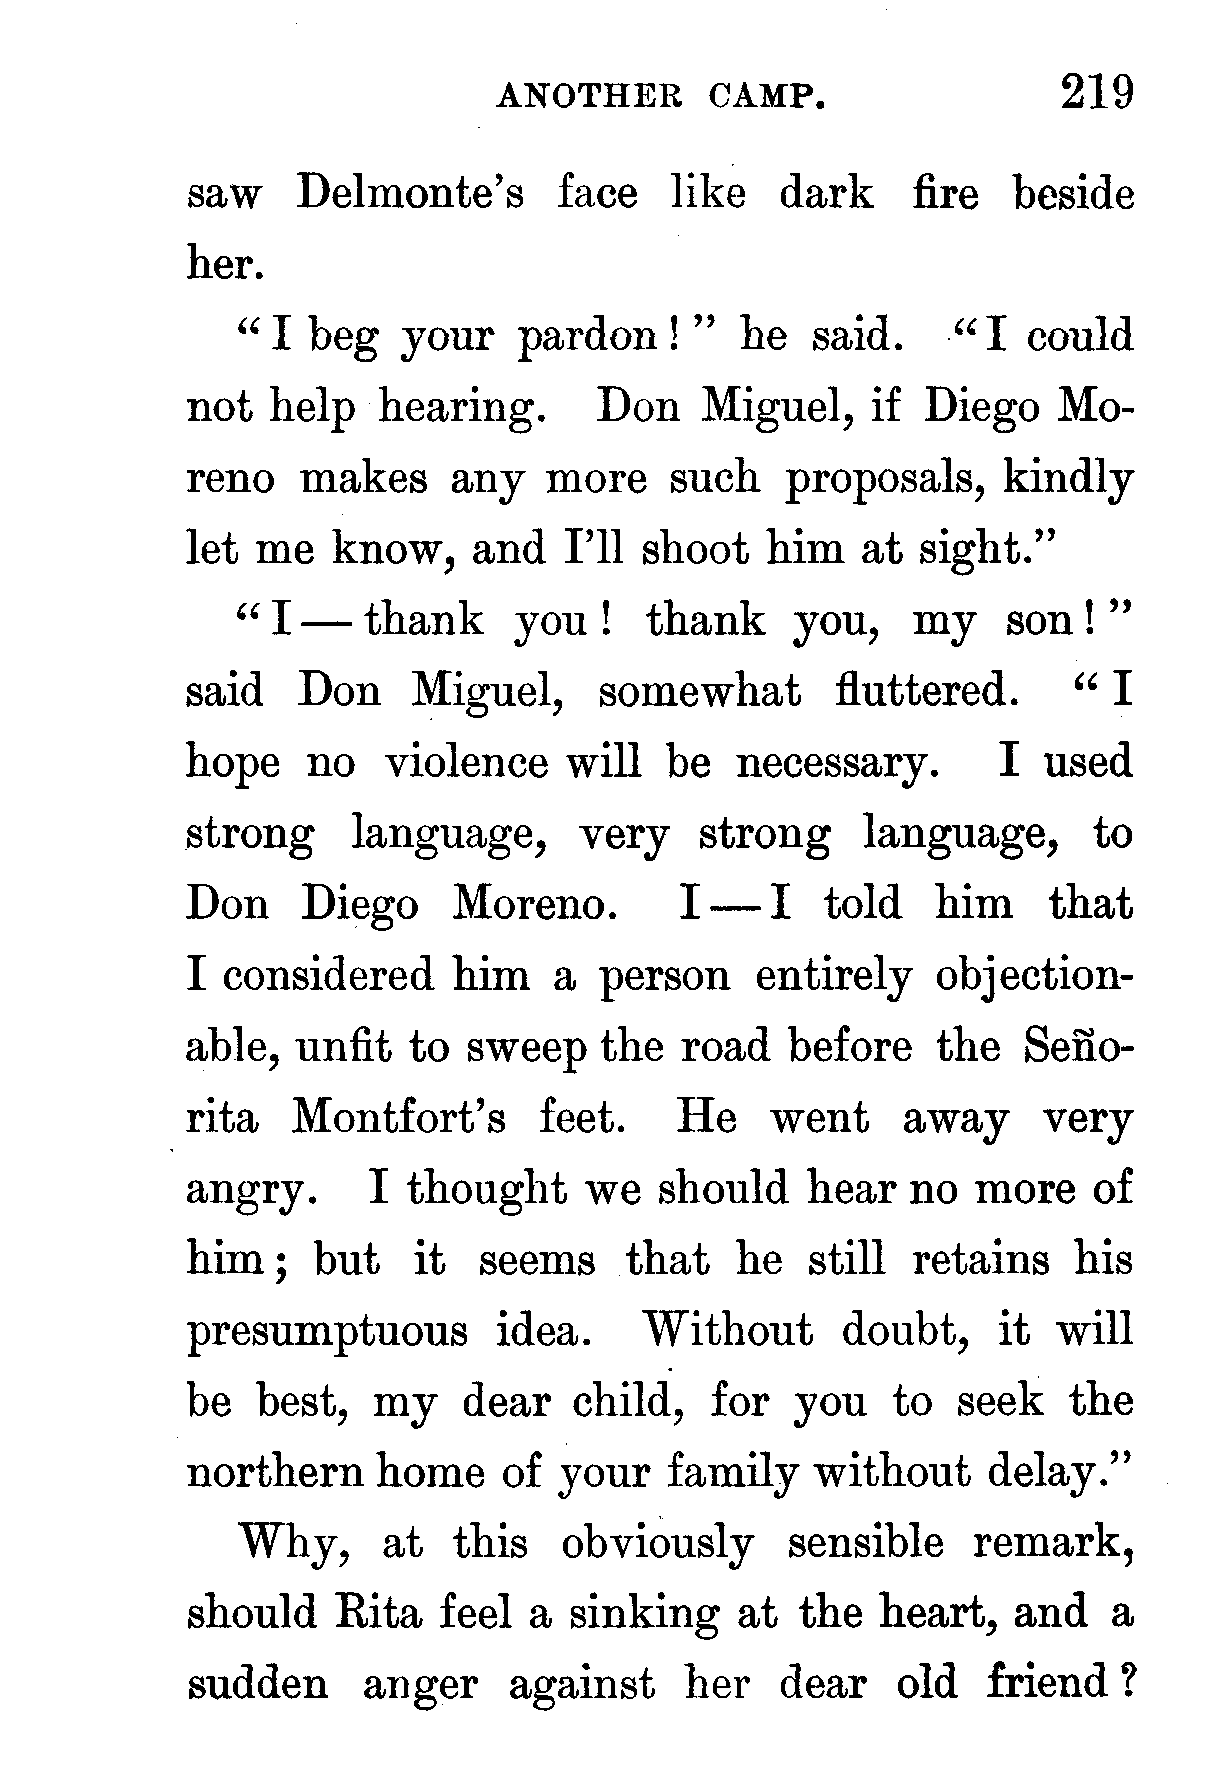 ANOTHER CAMP. 219
saw Delmonte's face like dark fire beside
her.
"I beg your pardon!" he said. "I could
not help hearing. Don Miguel, if Diego Mo-
reno makes any more such proposals, kindly
let me know, and I'll shoot him at sight."
"I—thank you! thank you, my son!"
said Don Miguel, somewhat fluttered. "I
hope no violence will be necessary. I used
strong language, very strong language, to
Don Diego Moreno. I—I told him that
I considered him a person entirely objection-
able, unfit to sweep the road before the Seño-
rita Montfort's feet. He went away very
angry. I thought we should hear no more of
him; but it seems that he still retains his
presumptuous idea. Without doubt, it will
be best, my dear child, for you to seek the
northern home of your family without delay."
Why, at this obviously sensible remark,
should Rita feel a sinking at the heart, and a
sudden anger against her dear old friend?